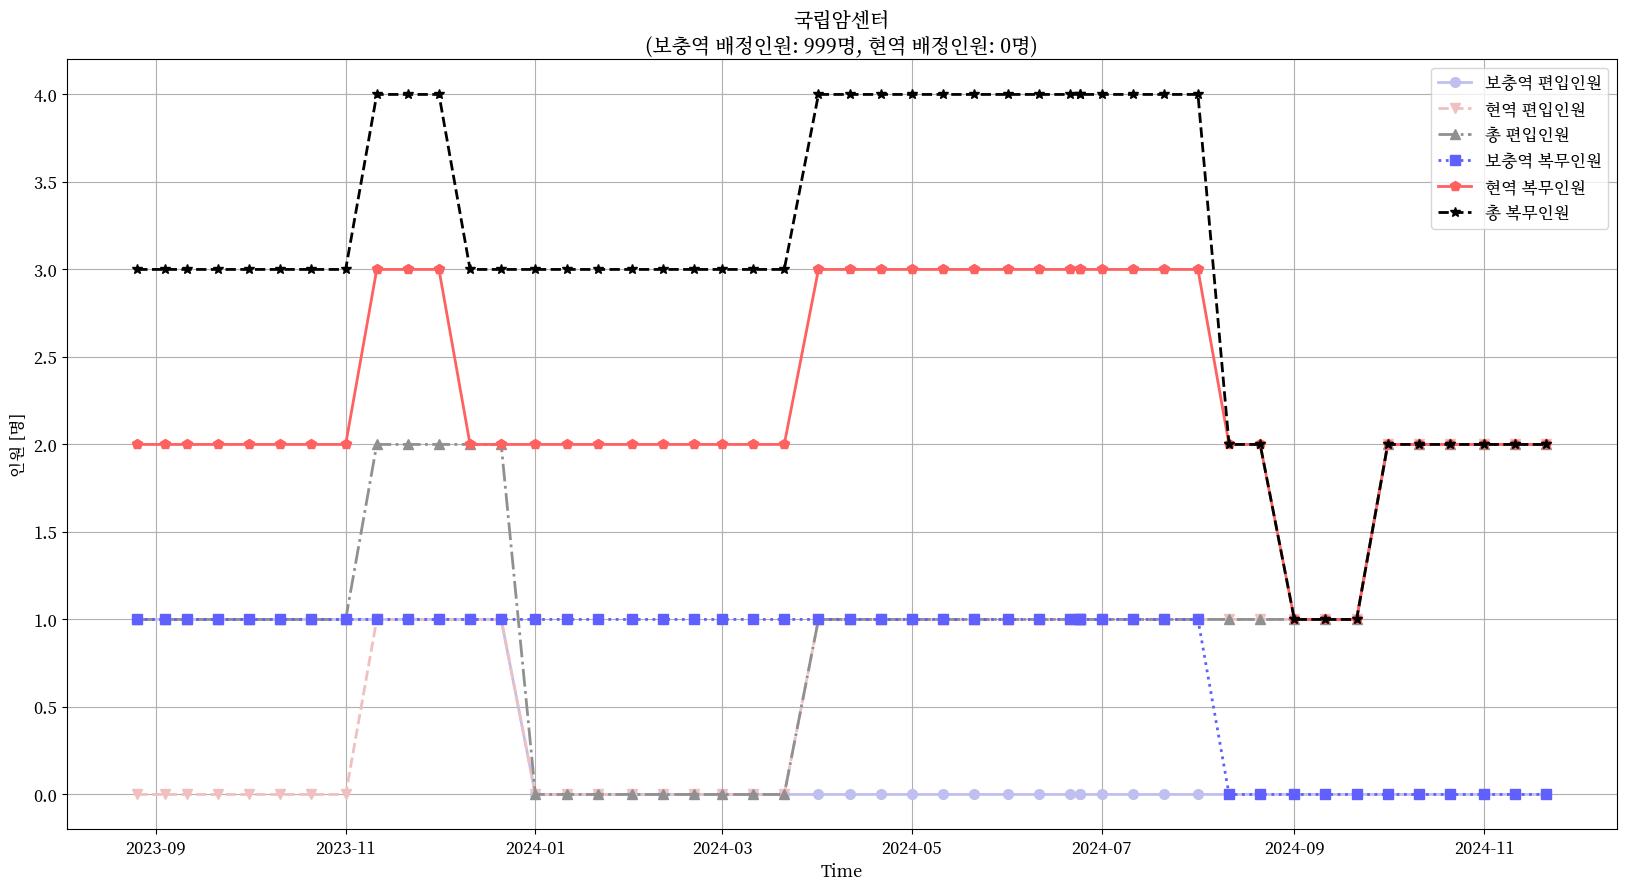 국립암센터
(보충역 배정인원: 999명, 현역 배정인원: 0명)
보충역 편입인원
현역 편입인원
총 편입인원
보충역 복무인원
현역 복무인원
총 복무인원
4.0
3.5
3.0
2.5
2.0
1.5
1.0
0.5
0.0
인원 [명]
2023-09
2023-11
2024-01
2024-03
2024-05
2024-07
2024-09
2024-11
Time